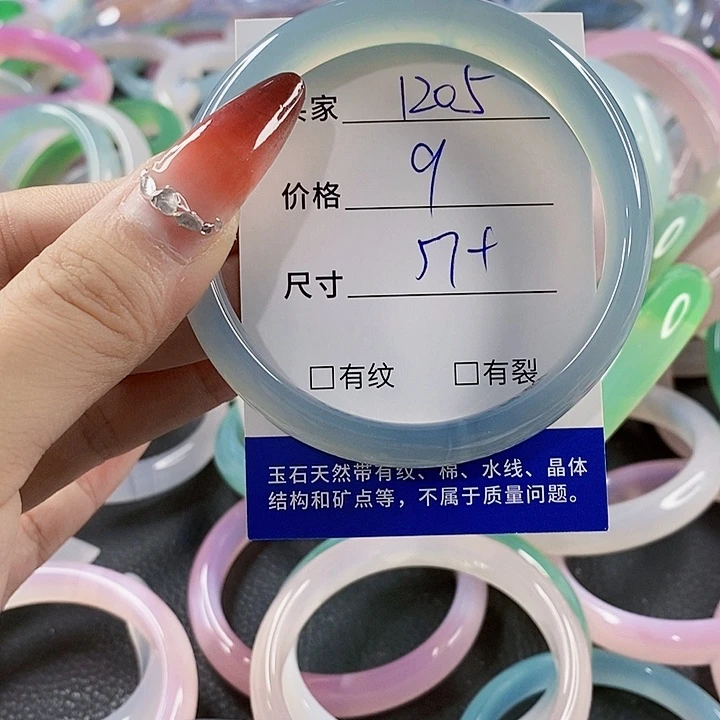 家 1205
价格 9
尺寸 57+
□有纹 □有裂
玉石天然带有纹、棉、水线、晶体
结构和矿点等，不属于质量问题。